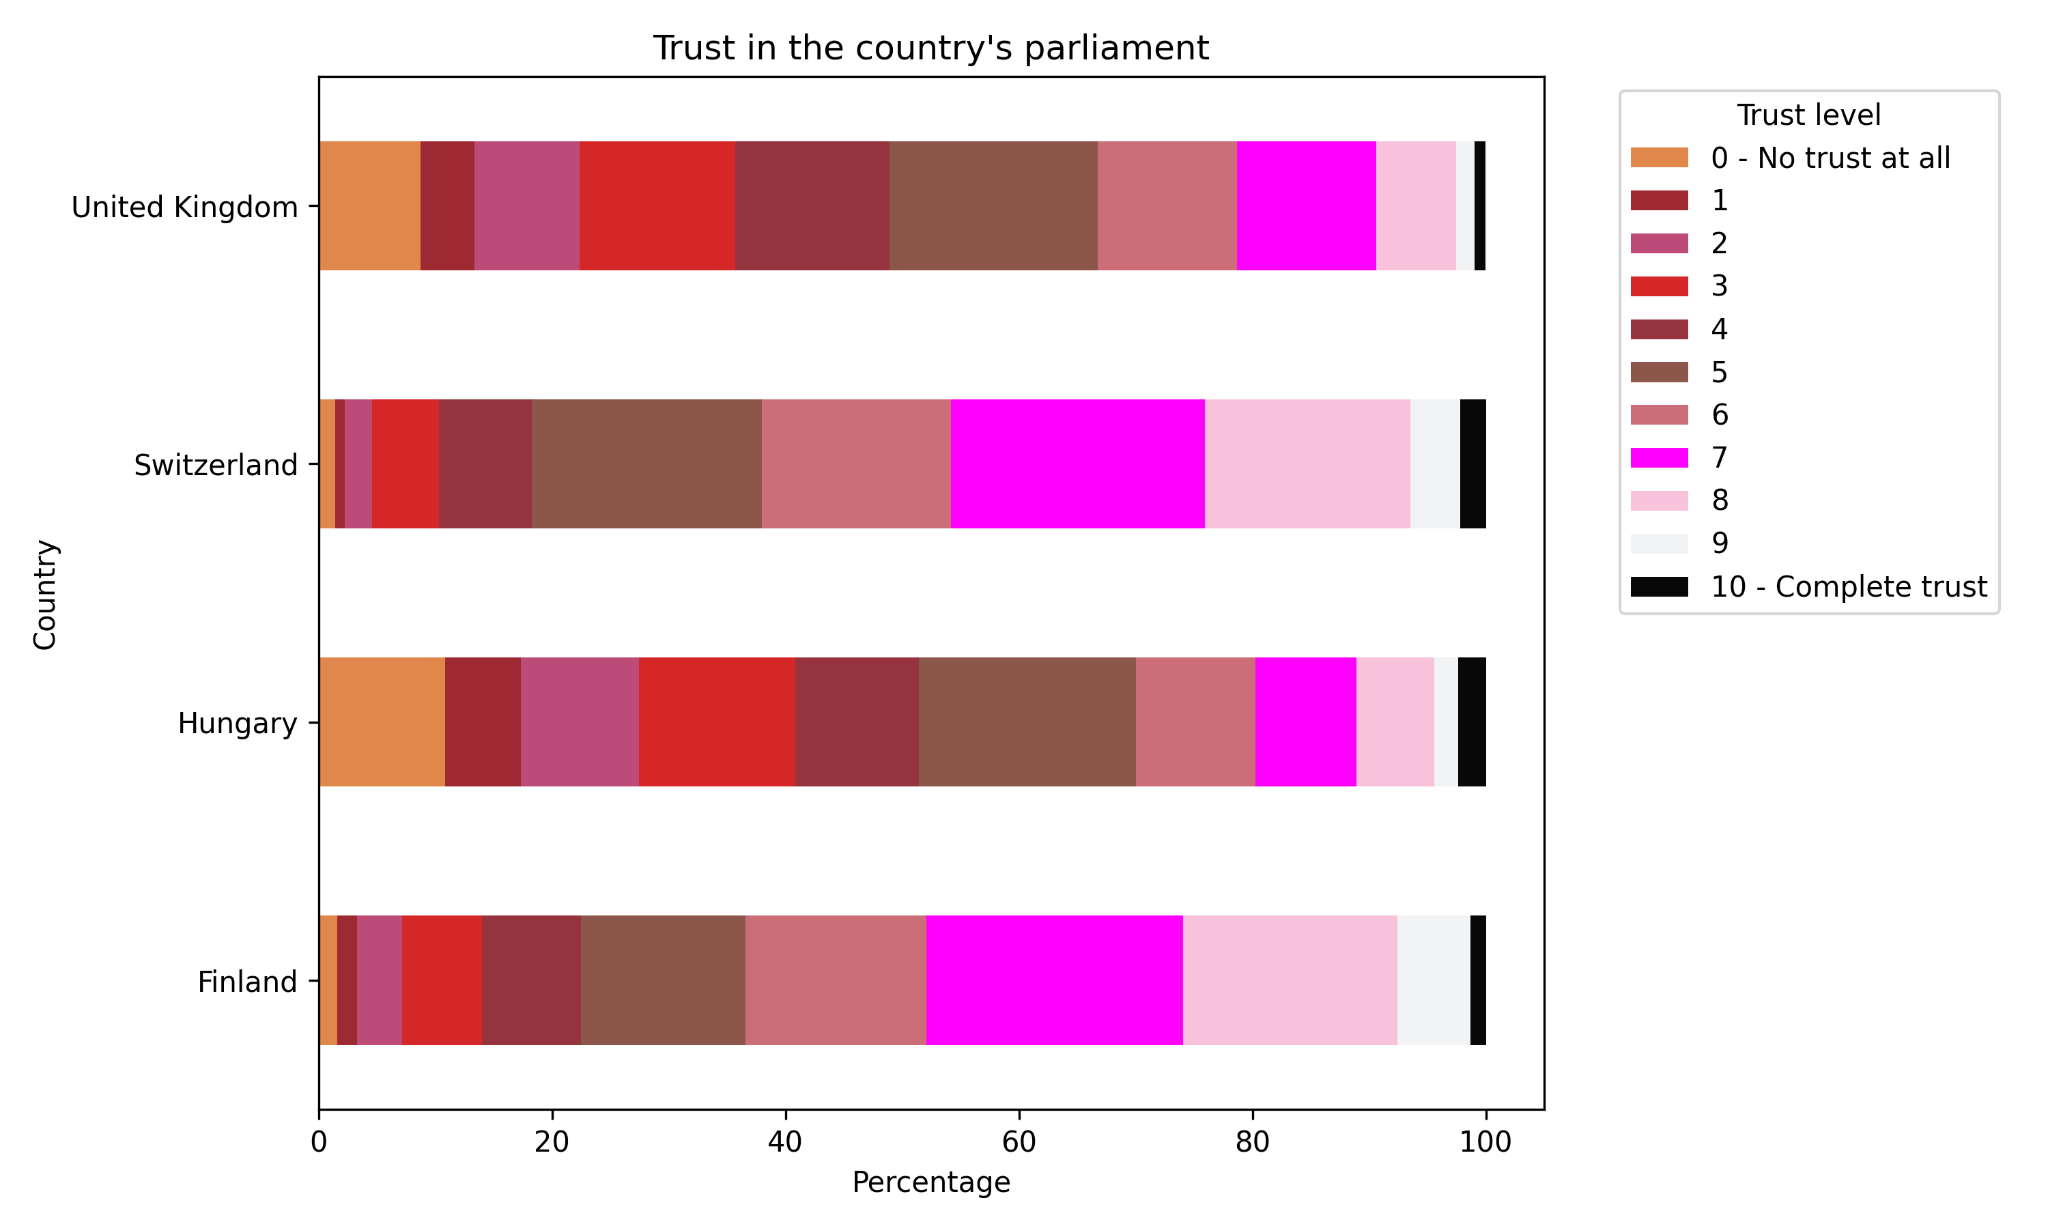 Trust in the country's parliament
United Kingdom
Switzerland
Hungary
Finland
Country
0 20 40 60 80 100
Percentage
Trust level
0 - No trust at all
1
2
3
4
5
6
7
8
9
10 - Complete trust